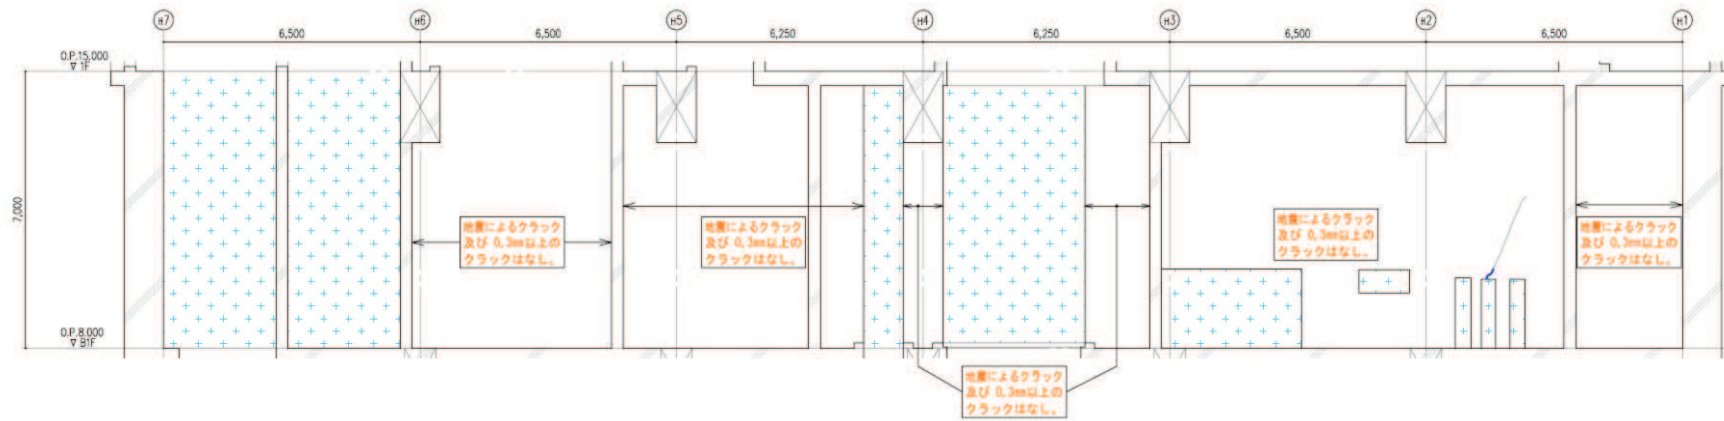 H7
H6
H5
H4
H3
H2
H1
6,500
6,500
6,250
6,250
6,500
6,500
O.P.15,000
▽ 1F
7,000
O.P.8,000
▽ B1F
地震によるクラック
及び 0.3mm以上の
クラックはなし。
地震によるクラック
及び 0.3mm以上の
クラックはなし。
地震によるクラック
及び 0.3mm以上の
クラックはなし。
地震によるクラック
及び 0.3mm以上の
クラックはなし。
地震によるクラック
及び 0.3mm以上の
クラックはなし。